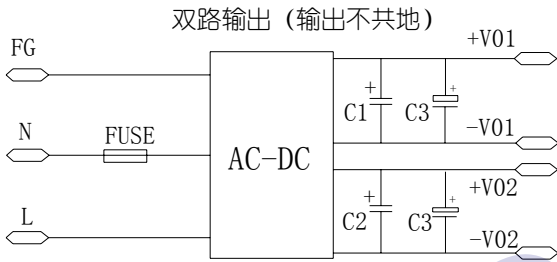 双路输出（输出不共地）
FG
+V01
+
+
C1
C3
N
FUSE
-V01
AC-DC
+V02
+
+
C2
C3
L
-V02